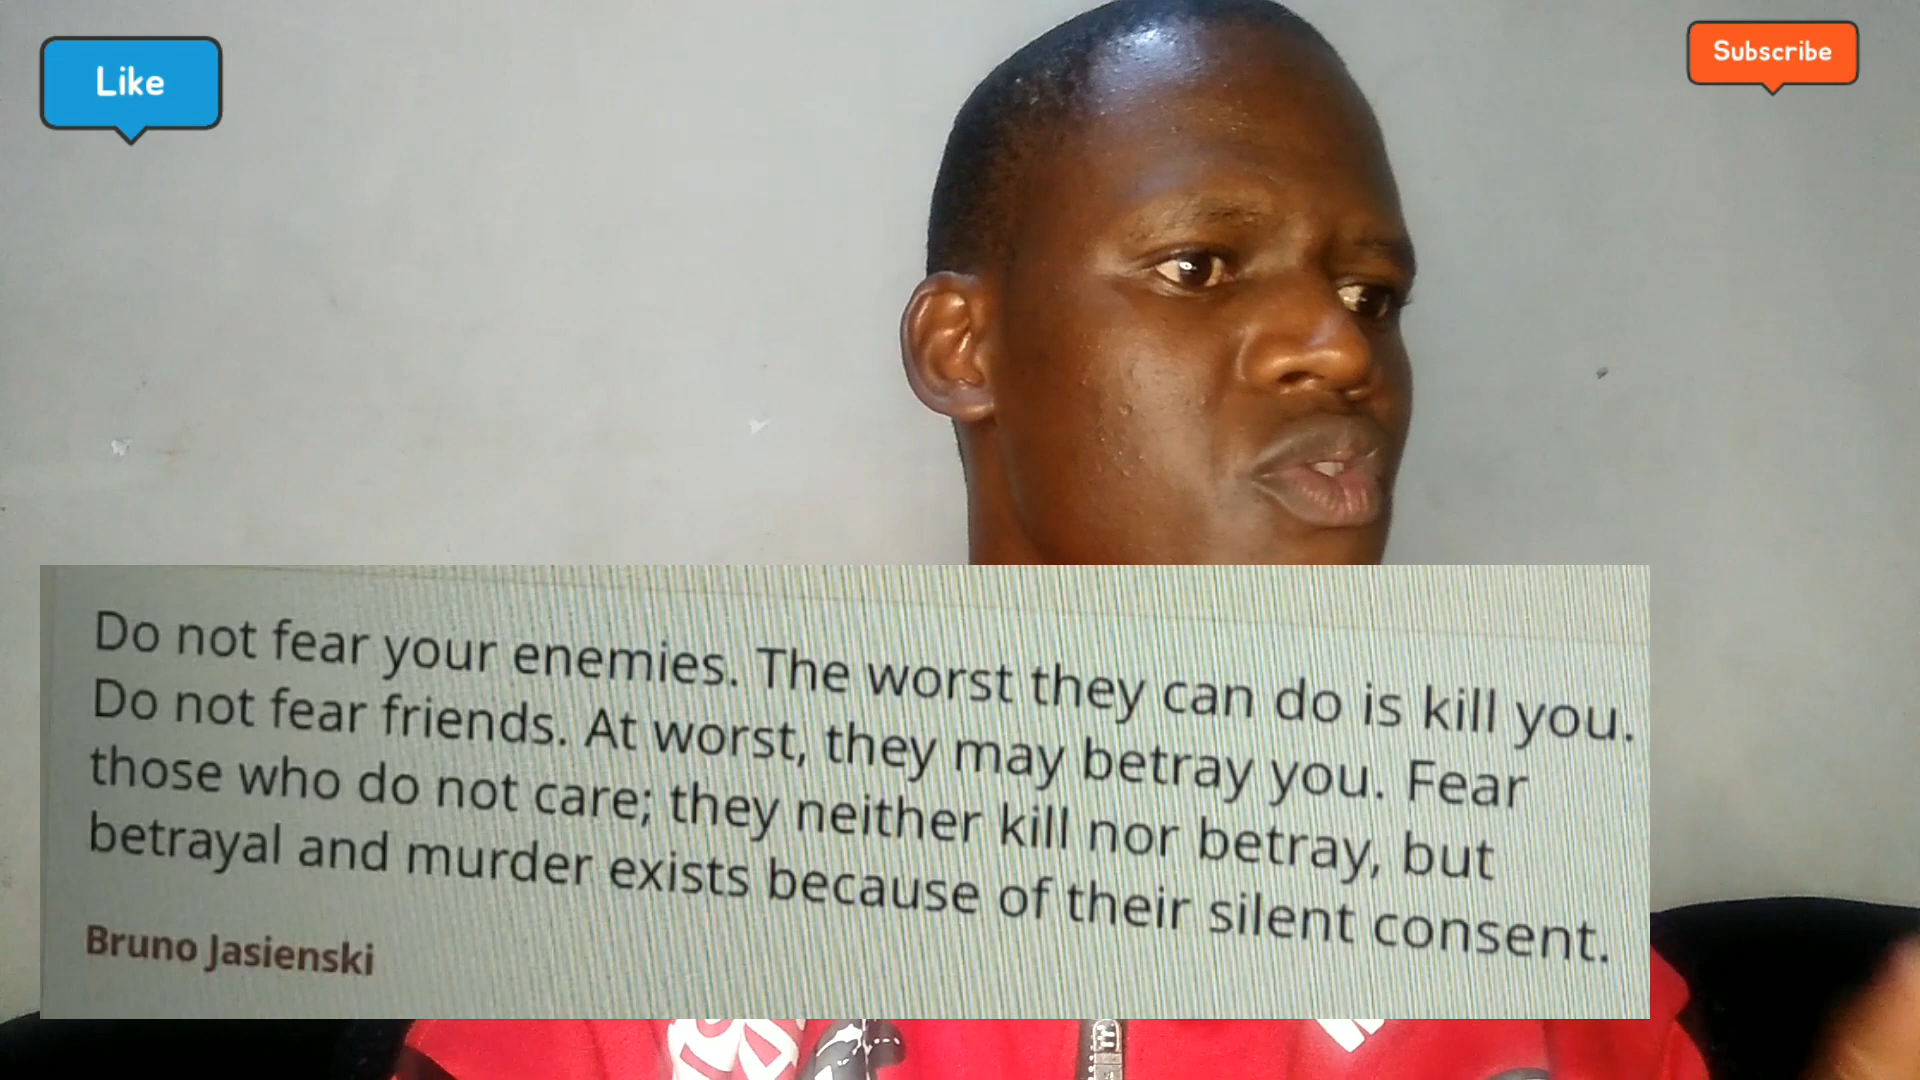 Like
Subscribe
Do not fear your enemies. The worst they can do is kill you.
Do not fear friends. At worst, they may betray you. Fear
those who do not care; they neither kill nor betray, but
betrayal and murder exists because of their silent consent.
Bruno Jasienski